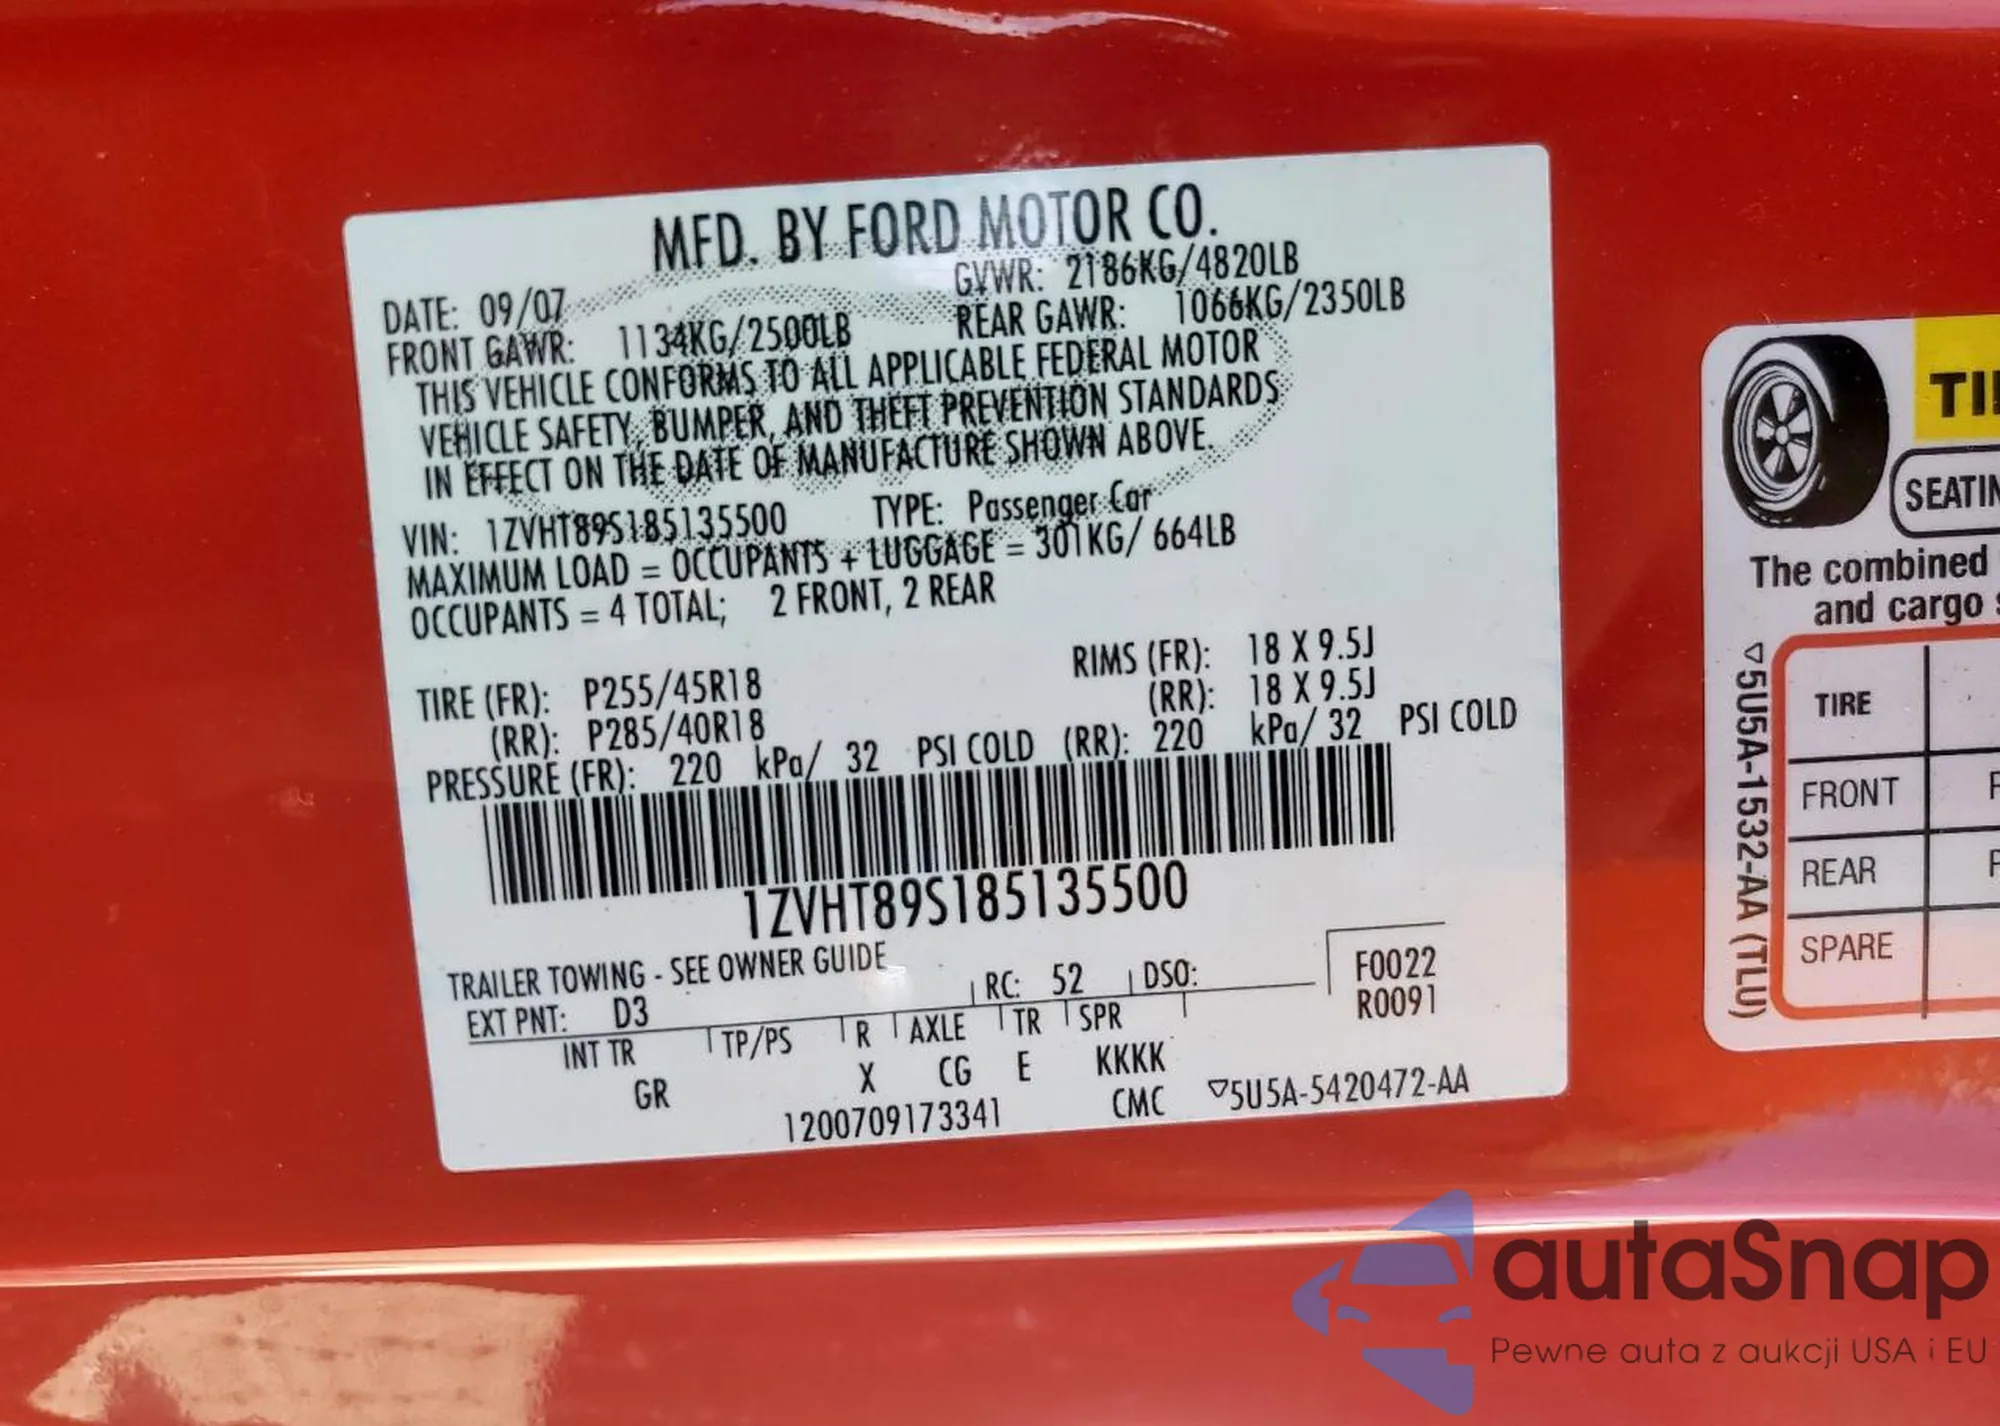 MFD. BY FORD MOTOR CO.
DATE: 09/07 GVWR: 2186KG/4820LB
FRONT GAWR: 1134KG/2500LB REAR GAWR: 1066KG/2350LB
THIS VEHICLE CONFORMS TO ALL APPLICABLE FEDERAL MOTOR
VEHICLE SAFETY, BUMPER, AND THEFT PREVENTION STANDARDS
IN EFFECT ON THE DATE OF MANUFACTURE SHOWN ABOVE.
VIN: 1ZVHT89S185135500 TYPE: Passenger Car
MAXIMUM LOAD = OCCUPANTS + LUGGAGE = 301KG/ 664LB
OCCUPANTS = 4 TOTAL; 2 FRONT, 2 REAR
TIRE (FR): P255/45R18 RIMS (FR): 18 X 9.5J
(RR): P285/40R18 (RR): 18 X 9.5J
PRESSURE (FR): 220 kPa/ 32 PSI COLD (RR): 220 kPa/ 32 PSI COLD
1ZVHT89S185135500
TRAILER TOWING - SEE OWNER GUIDE
EXT PNT: D3 RC: 52 DSO: F0022
R0091
INT TR TP/PS R AXLE TR SPR
GR X CG E KKKK
1200709173341 CMC ▽5U5A-5420472-AA
TI
SEATIN
The combined
and cargo
▽5U5A-1532-AA (TLU)
TIRE
FRONT
REAR
SPARE
autaSnap
Pewne auta z aukcji USA i EU